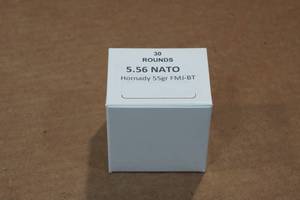 30
ROUNDS
5.56 NATO
Hornady 55gr FMJ-BT